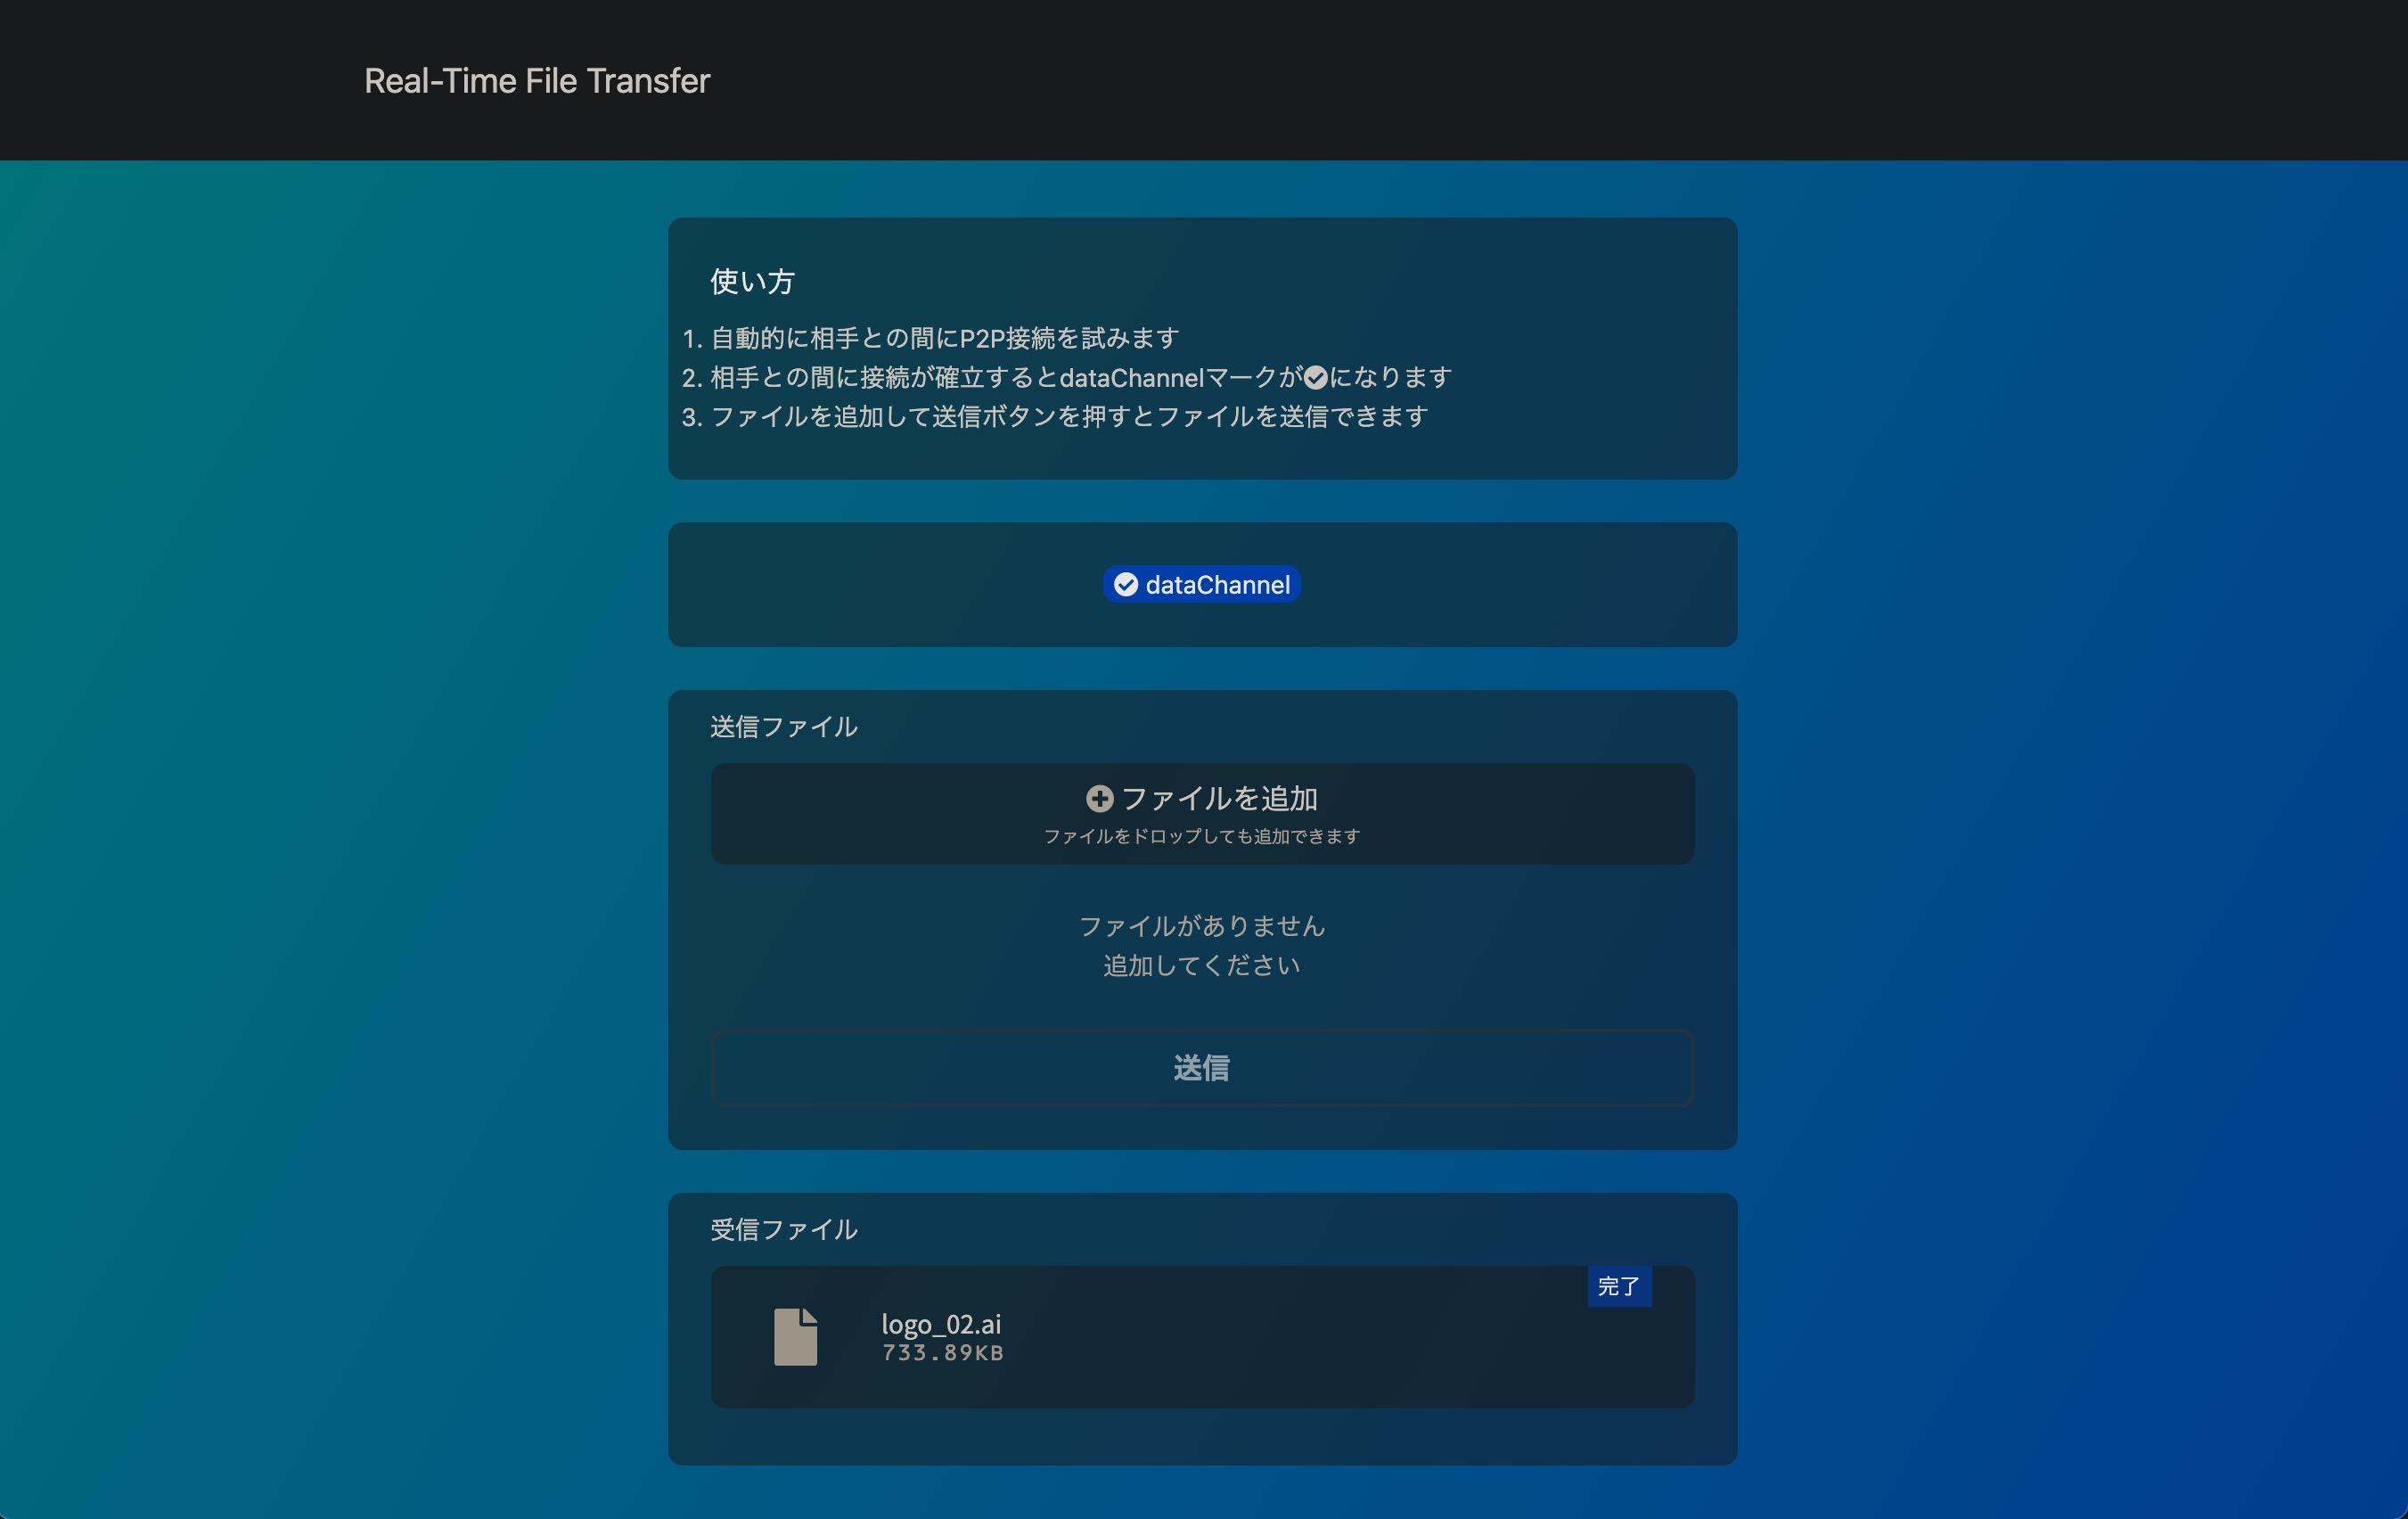 Real-Time File Transfer
使い方
1. 自動的に相手との間にP2P接続を試みます
2. 相手との間に接続が確立するとdataChannelマークがになります
3. ファイルを追加して送信ボタンを押すとファイルを送信できます
dataChannel
送信ファイル
ファイルを追加
ファイルをドロップしても追加できます
ファイルがありません
追加してください
送信
受信ファイル
完了
logo_02.ai
733.89KB